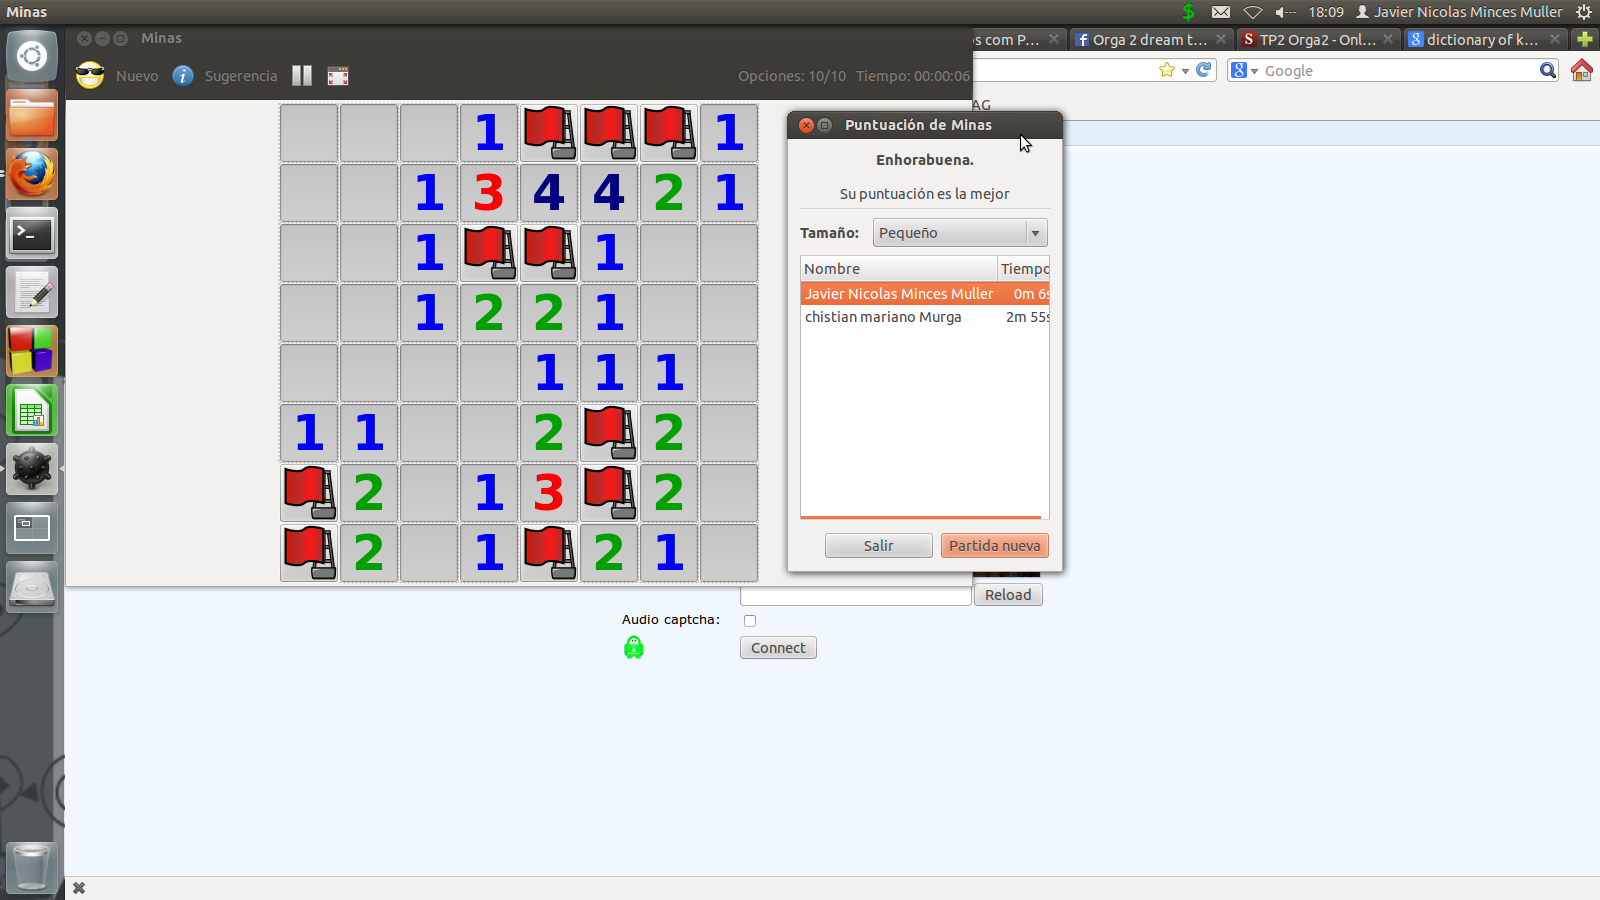 Minas
18:09 Javier Nicolas Minces Muller
Minas
os com P... Orga 2 dream t... TP2 Orga2 - Onl... dictionary of k...
Nuevo Sugerencia Opciones: 10/10 Tiempo: 00:00:06
Google
AG
1 1
1 3 4 4 2 1
1 1
1 2 2 1
1 1 1
1 1 2 2
2 1 3 2
2 1 2 1
Puntuación de Minas
Enhorabuena.
Su puntuación es la mejor
Tamaño: Pequeño
Nombre Tiempo
Javier Nicolas Minces Muller 0m 6s
chistian mariano Murga 2m 55s
Salir Partida nueva
Reload
Audio captcha:
Connect